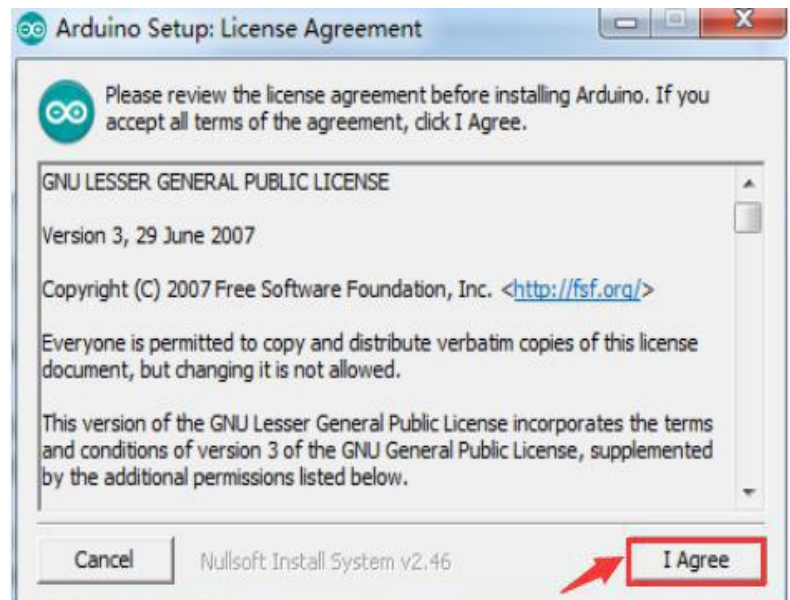 Arduino Setup: License Agreement
Please review the license agreement before installing Arduino. If you
accept all terms of the agreement, click I Agree.
GNU LESSER GENERAL PUBLIC LICENSE
Version 3, 29 June 2007
Copyright (C) 2007 Free Software Foundation, Inc. <http://fsf.org/>
Everyone is permitted to copy and distribute verbatim copies of this license
document, but changing it is not allowed.
This version of the GNU Lesser General Public License incorporates the terms
and conditions of version 3 of the GNU General Public License, supplemented
by the additional permissions listed below.
Cancel
Nullsoft Install System v2.46
I Agree